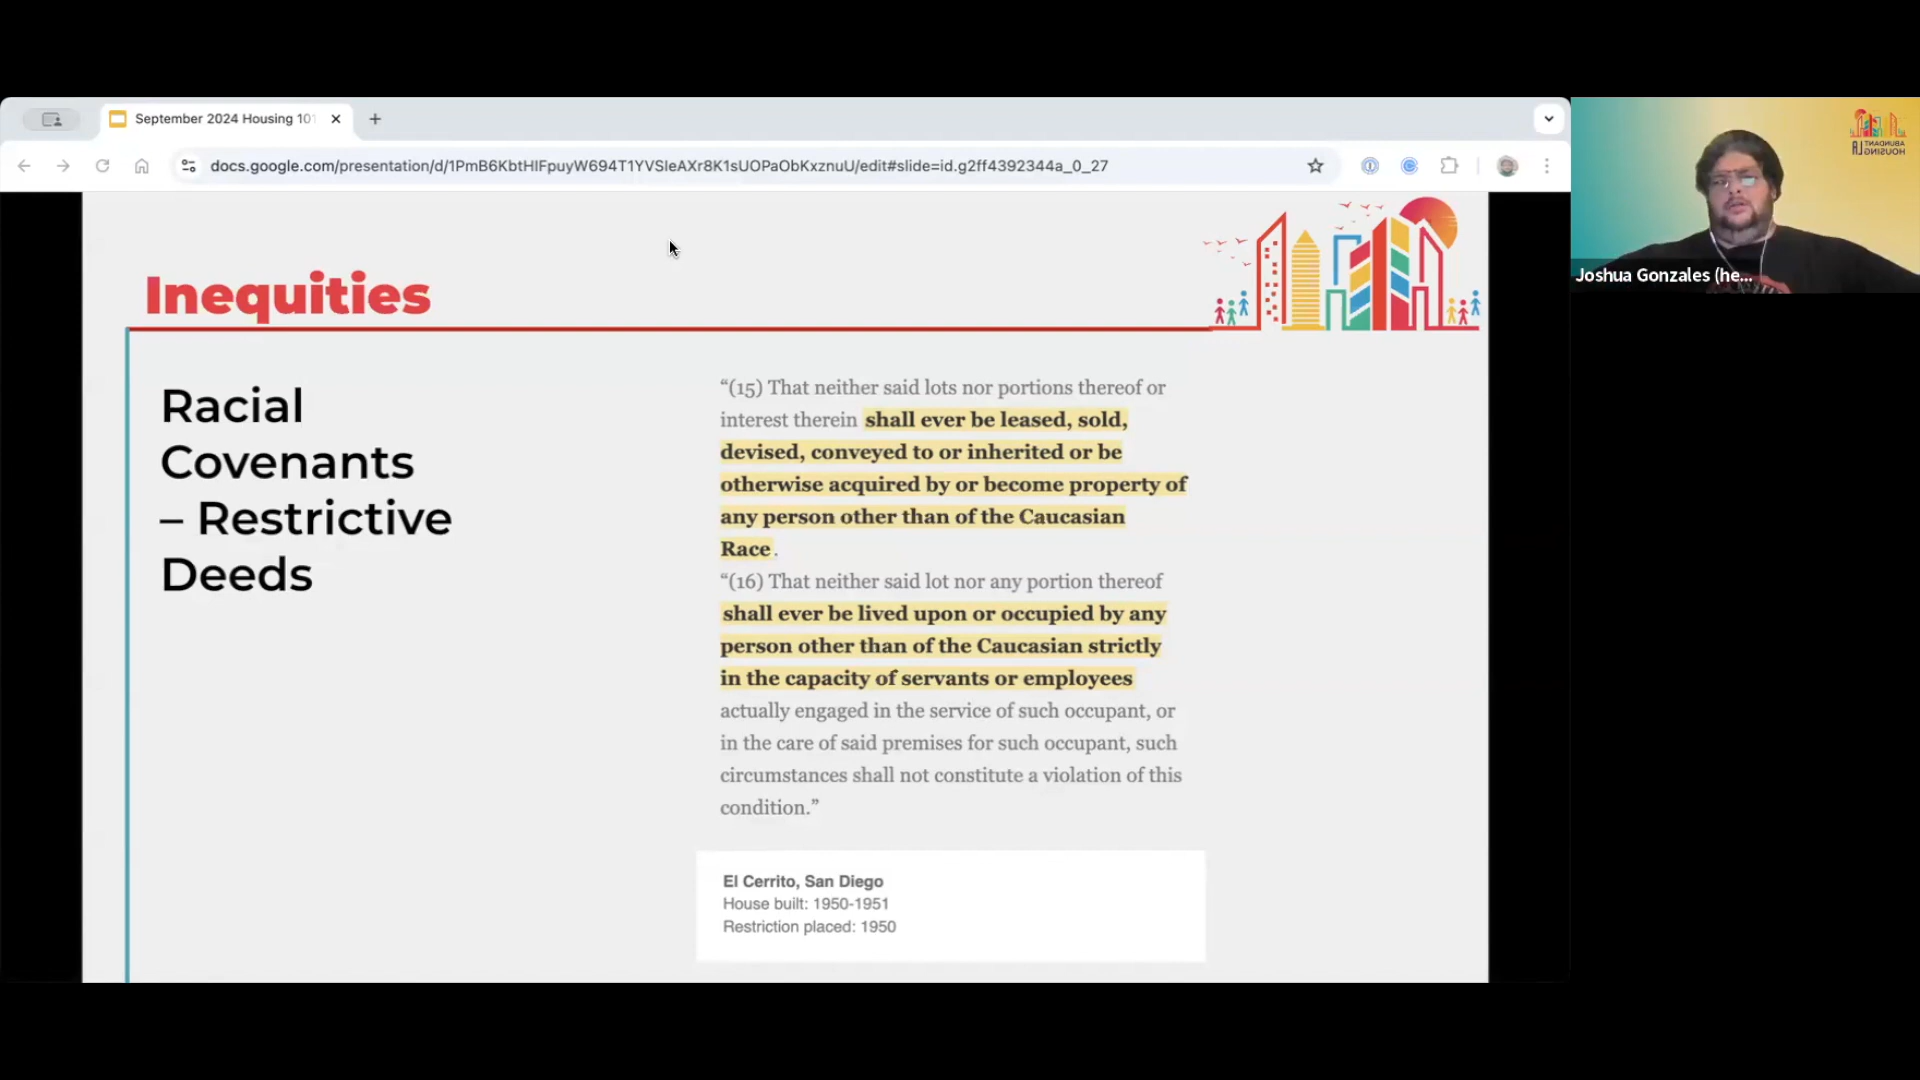 September 2024 Housing 101
docs.google.com/presentation/d/1PmB6KbtHlFpuyW694T1YVSleAXr8K1sUOPaObKxznuU/edit#slide=id.g2ff4392344a_0_27
ABUNDANT
HOUSING LA
Joshua Gonzales (he...
Inequities
Racial
Covenants
– Restrictive
Deeds
“(15) That neither said lots nor portions thereof or
interest therein shall ever be leased, sold,
devised, conveyed to or inherited or be
otherwise acquired by or become property of
any person other than of the Caucasian
Race.
“(16) That neither said lot nor any portion thereof
shall ever be lived upon or occupied by any
person other than of the Caucasian strictly
in the capacity of servants or employees
actually engaged in the service of such occupant, or
in the care of said premises for such occupant, such
circumstances shall not constitute a violation of this
condition.”
El Cerrito, San Diego
House built: 1950-1951
Restriction placed: 1950